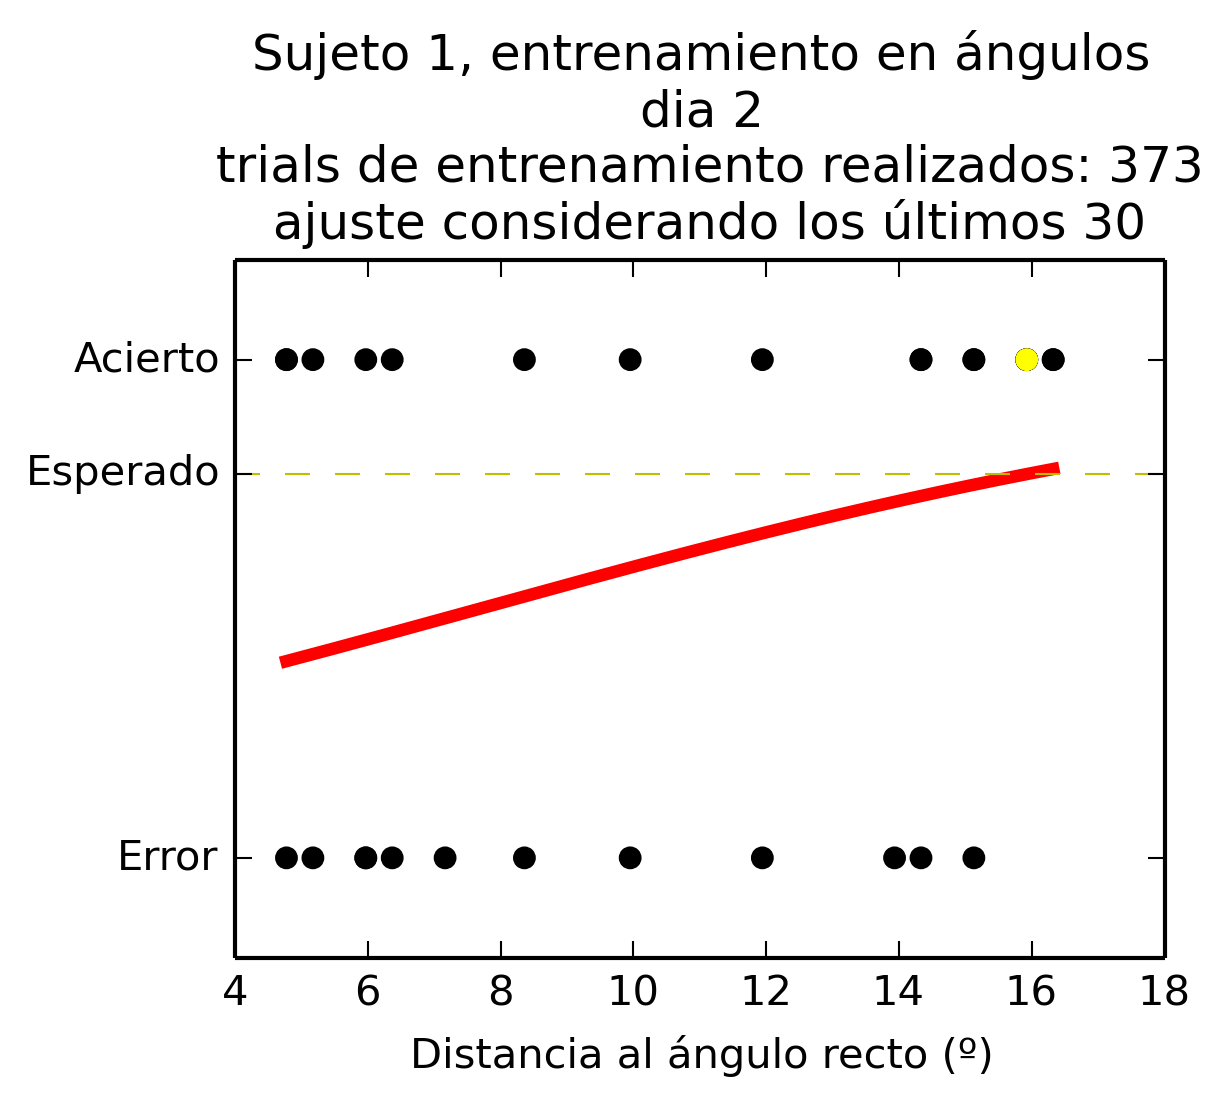 Sujeto 1, entrenamiento en ángulos
dia 2
trials de entrenamiento realizados: 373
ajuste considerando los últimos 30
Acierto
Esperado
Error
4 6 8 10 12 14 16 18
Distancia al ángulo recto (º)